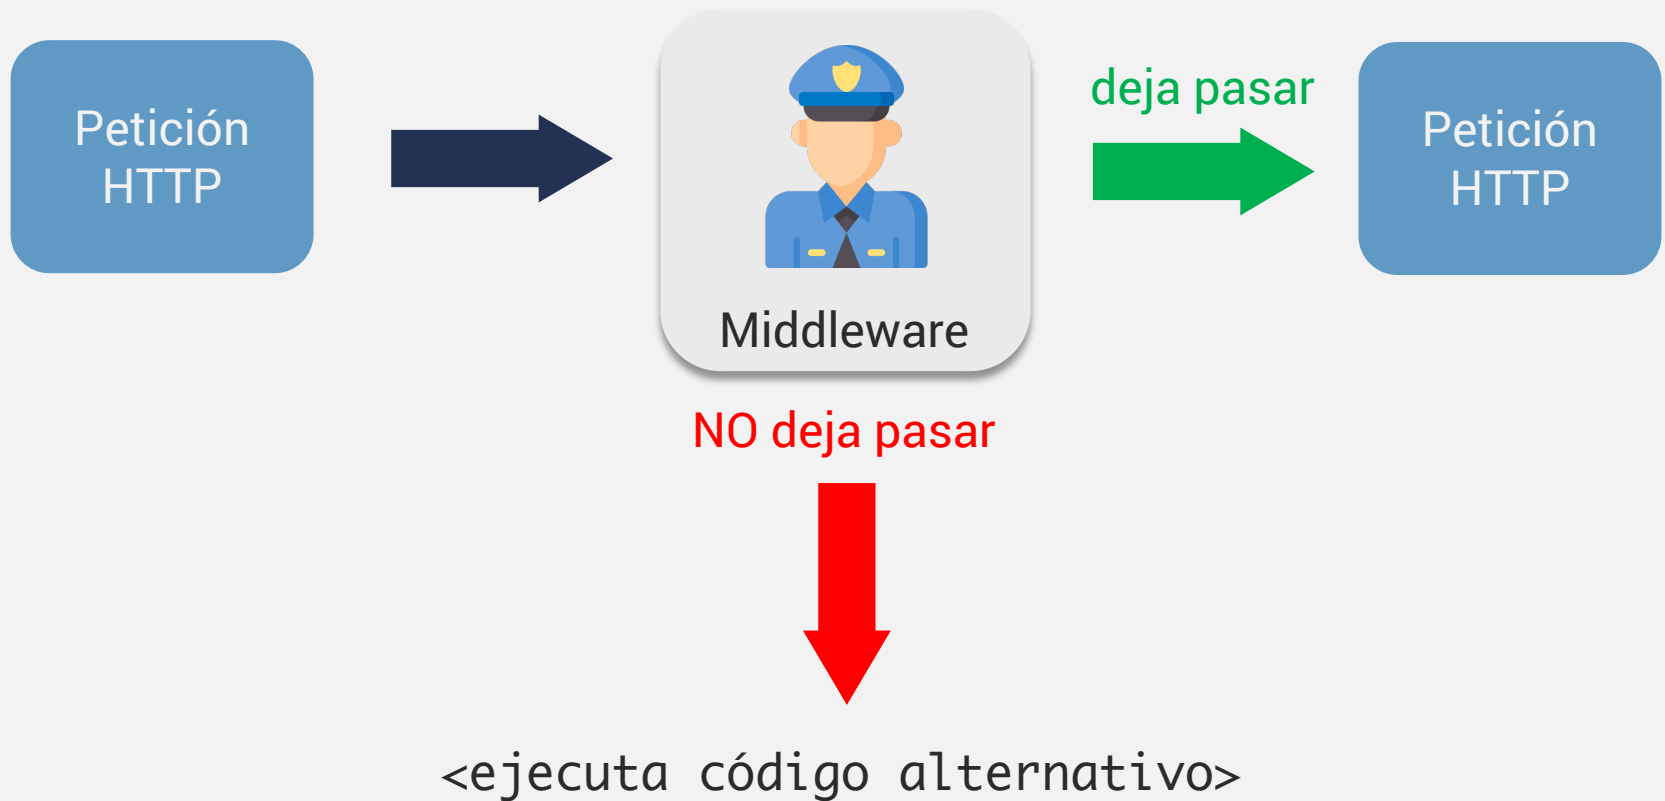 Petición
HTTP
Middleware
deja pasar
Petición
HTTP
NO deja pasar
<ejecuta código alternativo>